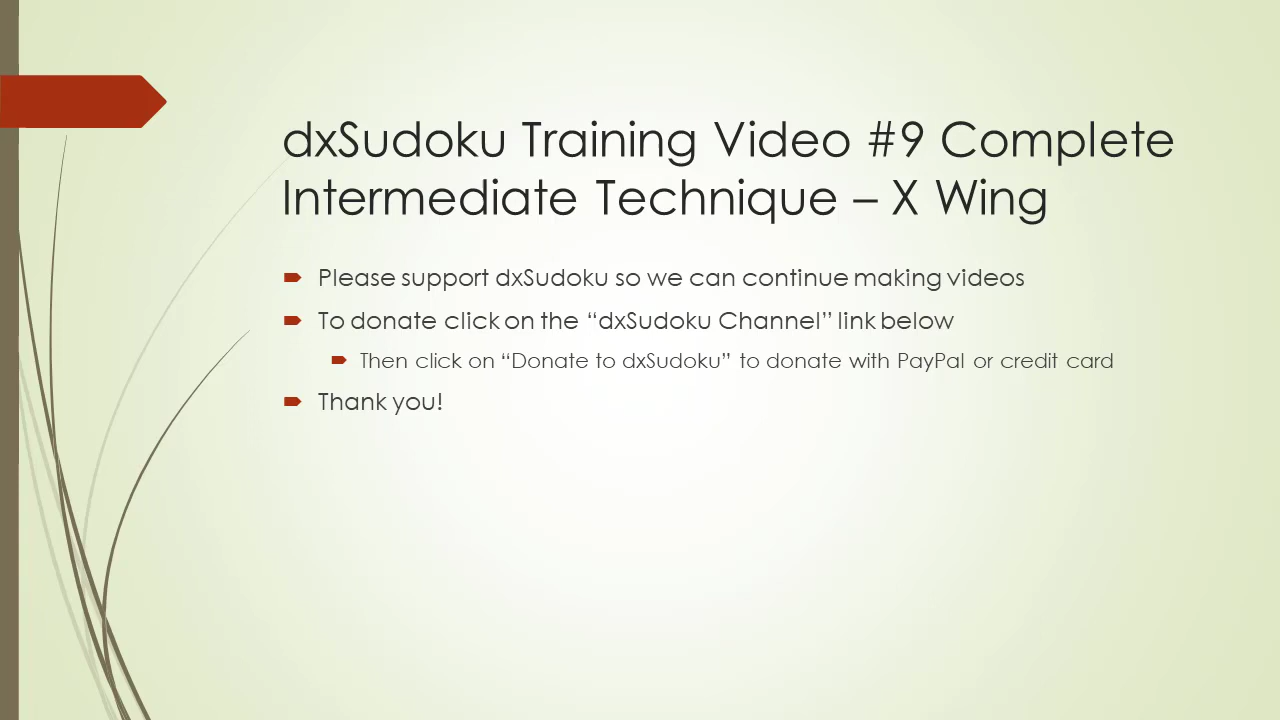 dxSudoku Training Video #9 Complete
Intermediate Technique – X Wing
Please support dxSudoku so we can continue making videos
To donate click on the “dxSudoku Channel” link below
Then click on “Donate to dxSudoku” to donate with PayPal or credit card
Thank you!